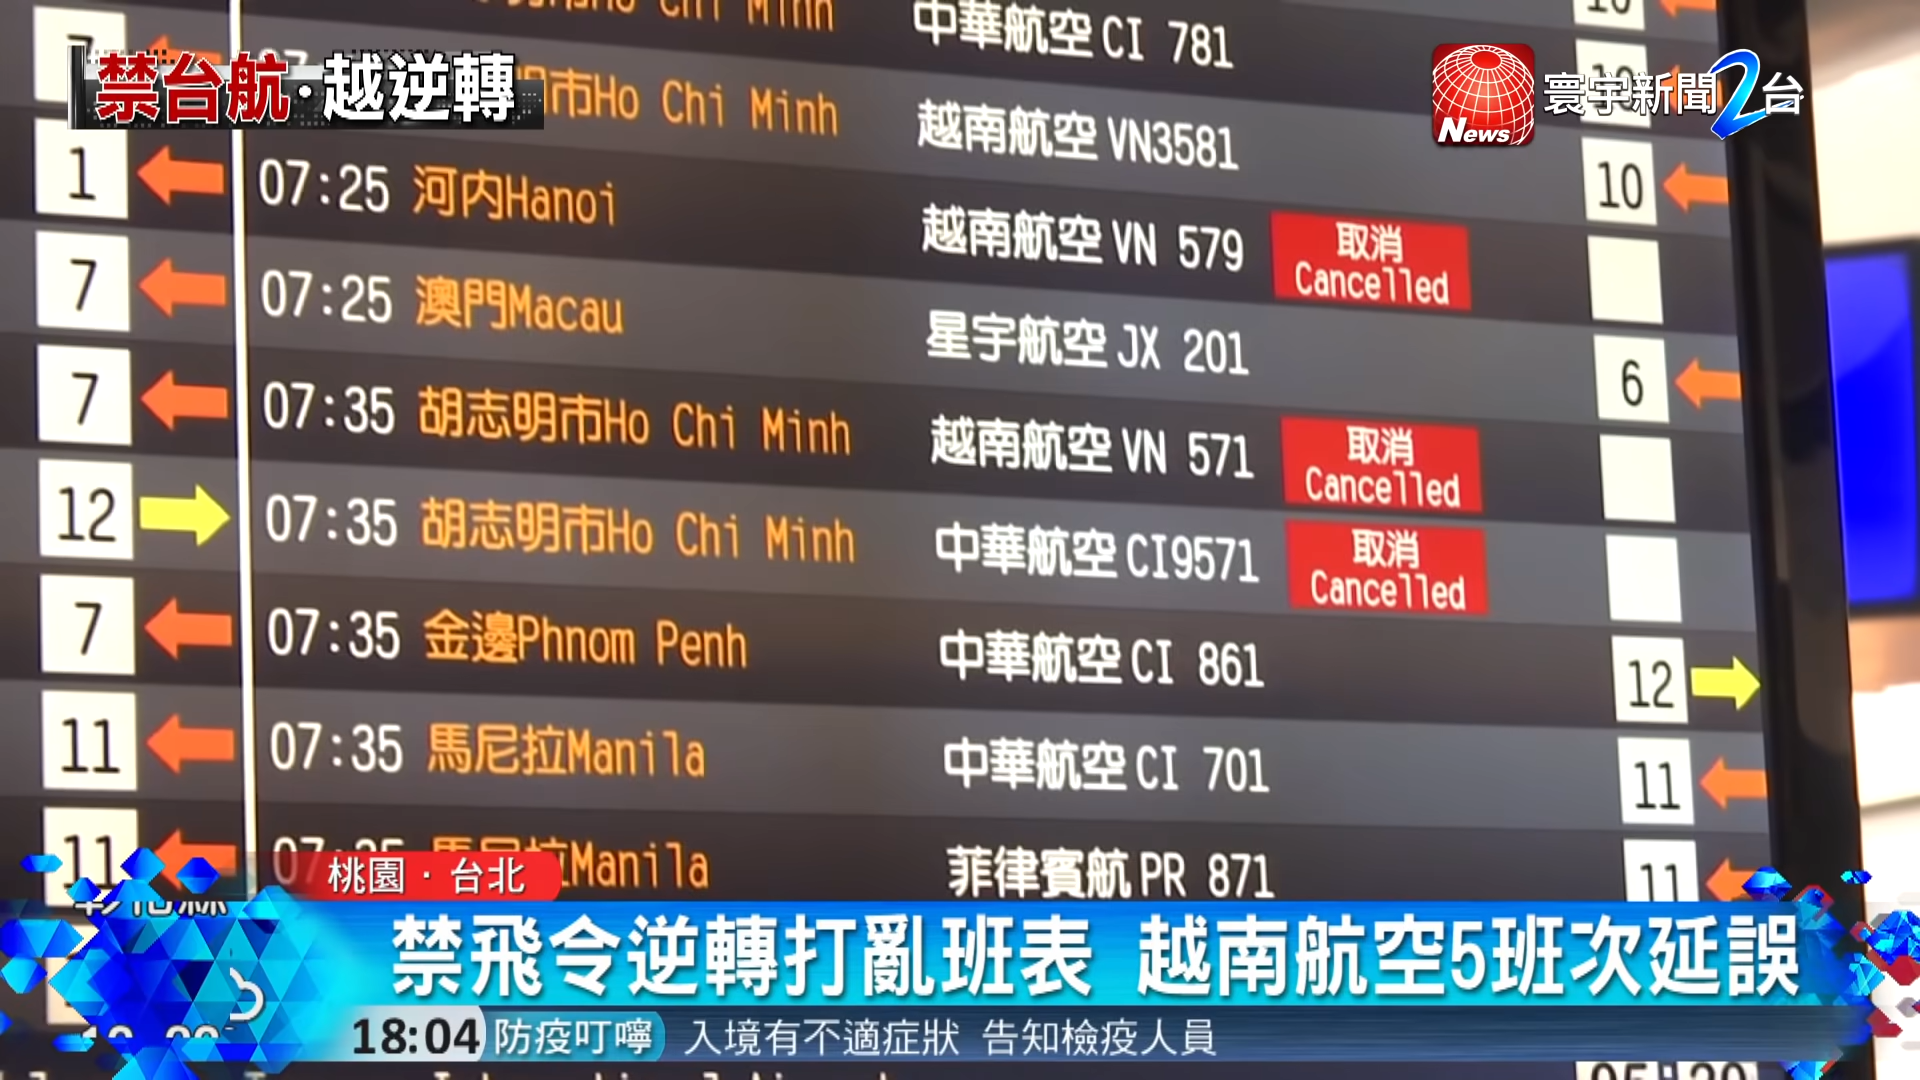 禁台航·越逆轉
News
寰宇新聞2台
Ho Chi Minh 中華航空 CI 781
市Ho Chi Minh 越南航空 VN3581 10
1 07:25 河內Hanoi 越南航空 VN 579 取消 Cancelled
7 07:25 澳門Macau 星宇航空 JX 201 6
7 07:35 胡志明市Ho Chi Minh 越南航空 VN 571 取消 Cancelled
12 07:35 胡志明市Ho Chi Minh 中華航空 CI9571 取消 Cancelled
7 07:35 金邊Phnom Penh 中華航空 CI 861 12
11 07:35 馬尼拉Manila 中華航空 CI 701 11
11 Manila 菲律賓航 PR 871 11
桃園·台北
禁飛令逆轉打亂班表 越南航空5班次延誤
18:04 防疫叮嚀 入境有不適症狀 告知檢疫人員